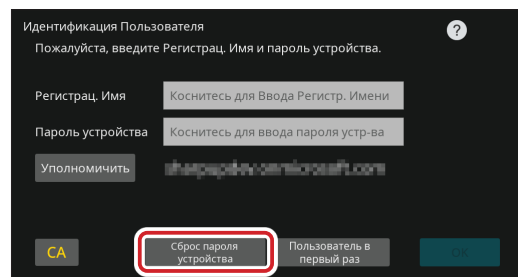 Идентификация Пользователя
?
Пожалуйста, введите Регистрац. Имя и пароль устройства.
Регистрац. Имя
Коснитесь для Ввода Регистр. Имени
Пароль устройства
Коснитесь для ввода пароля устр-ва
Уполномичить
CA
Сброс пароля
устройства
Пользователь в
первый раз
OK